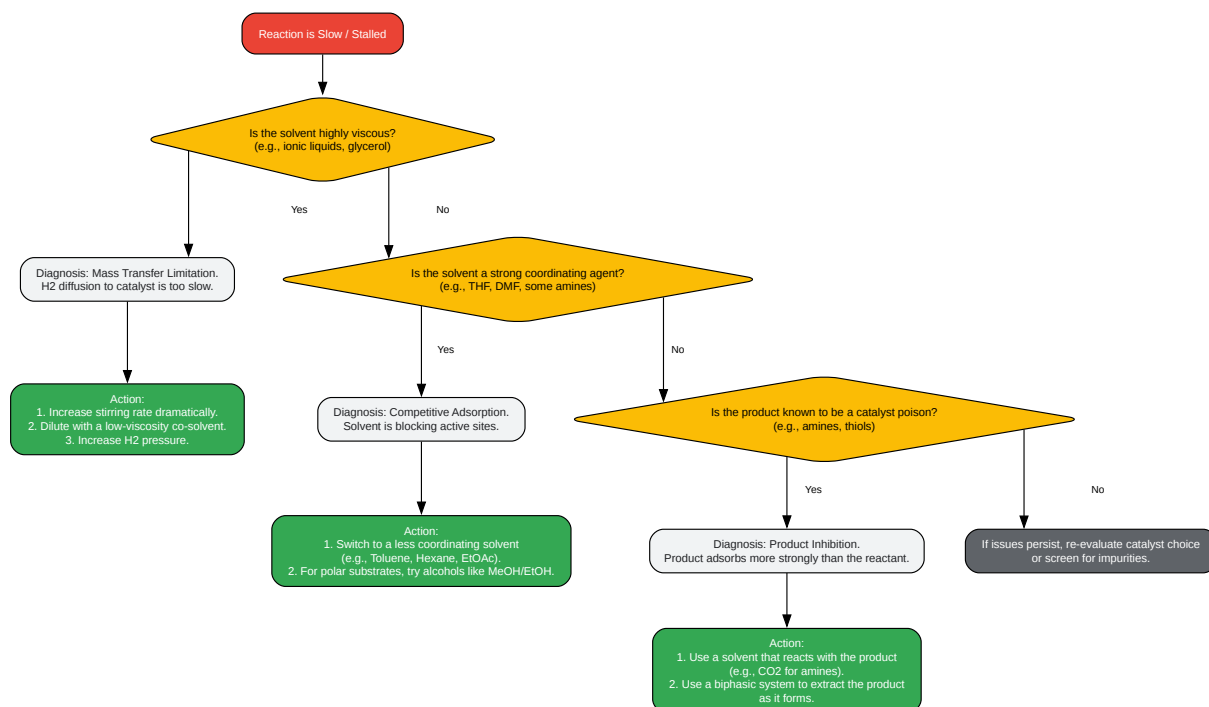 Reaction is Slow / Stalled
Is the solvent highly viscous?
(e.g., ionic liquids, glycerol)
Yes
No
Diagnosis: Mass Transfer Limitation.
H2 diffusion to catalyst is too slow.
Is the solvent a strong coordinating agent?
(e.g., THF, DMF, some amines)
Yes
No
Action:
1. Increase stirring rate dramatically.
2. Dilute with a low-viscosity co-solvent.
3. Increase H2 pressure.
Diagnosis: Competitive Adsorption.
Solvent is blocking active sites.
Is the product known to be a catalyst poison?
(e.g., amines, thiols)
Yes
No
Action:
1. Switch to a less coordinating solvent
(e.g., Toluene, Hexane, EtOAc).
2. For polar substrates, try alcohols like MeOH/EtOH.
Diagnosis: Product Inhibition.
Product adsorbs more strongly than the reactant.
If issues persist, re-evaluate catalyst choice
or screen for impurities.
Action:
1. Use a solvent that reacts with the product
(e.g., CO2 for amines).
2. Use a biphasic system to extract the product
as it forms.